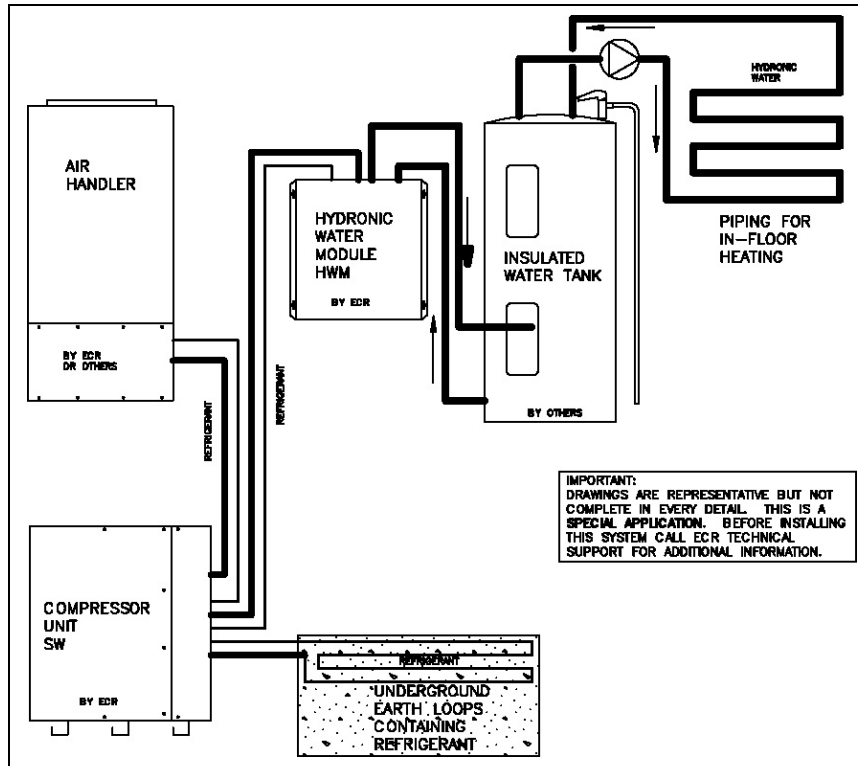 HYDRONIC
WATER
AIR
HANDLER
HYDRONIC
WATER
MODULE
HWM
BY ECR
INSULATED
WATER TANK
PIPING FOR
IN-FLOOR
HEATING
BY ECR
OR OTHERS
REFRIGERANT
REFRIGERANT
BY OTHERS
IMPORTANT:
DRAWINGS ARE REPRESENTATIVE BUT NOT
COMPLETE IN EVERY DETAIL. THIS IS A
SPECIAL APPLICATION. BEFORE INSTALLING
THIS SYSTEM CALL ECR TECHNICAL
SUPPORT FOR ADDITIONAL INFORMATION.
COMPRESSOR
UNIT
SW
BY ECR
REFRIGERANT
UNDERGROUND
EARTH LOOPS
CONTAINING
REFRIGERANT